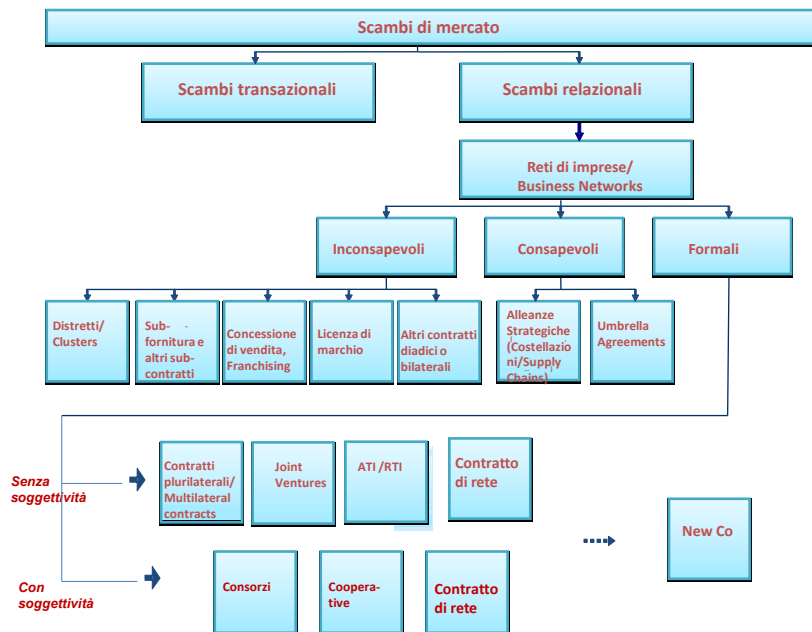 Scambi di mercato
Scambi transazionali
Scambi relazionali
Reti di imprese/
Business Networks
Inconsapevoli
Consapevoli
Formali
Distretti/
Clusters
Sub-
fornitura e
altri sub-
contratti
Concessione
di vendita,
Franchising
Licenza di
marchio
Altri contratti
diadici o
bilaterali
Alleanze
Strategiche
(Costellazio
ni/Supply
Chains)
Umbrella
Agreements
Senza
soggettività
Contratti
plurilaterali/
Multilateral
contracts
Joint
Ventures
ATI /RTI
Contratto
di rete
New Co
Con
soggettività
Consorzi
Coopera-
tive
Contratto
di rete